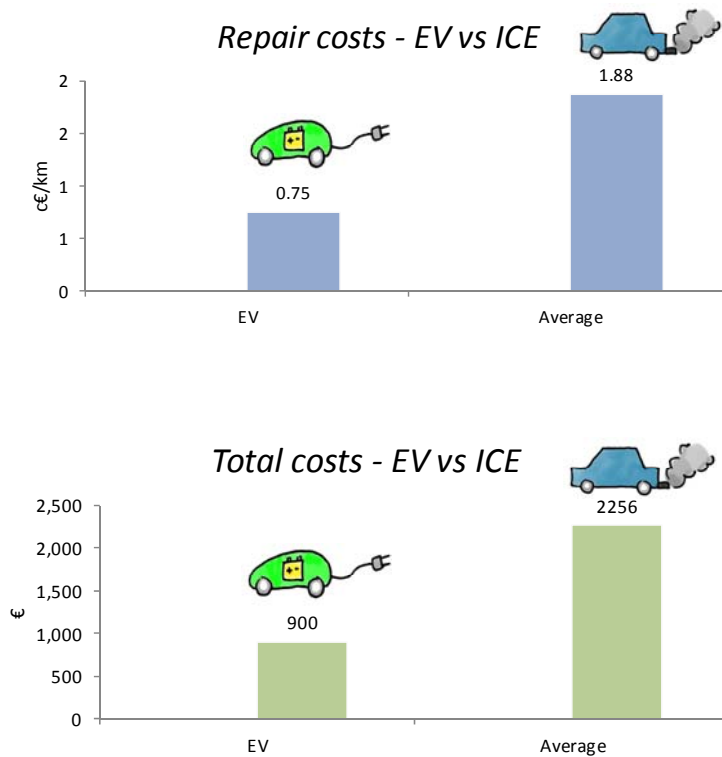 Repair costs - EV vs ICE
2
2
1
1
0
c€/km
0.75
1.88
EV
Average
Total costs - EV vs ICE
2,500
2,000
1,500
1,000
500
0
€
900
2256
EV
Average